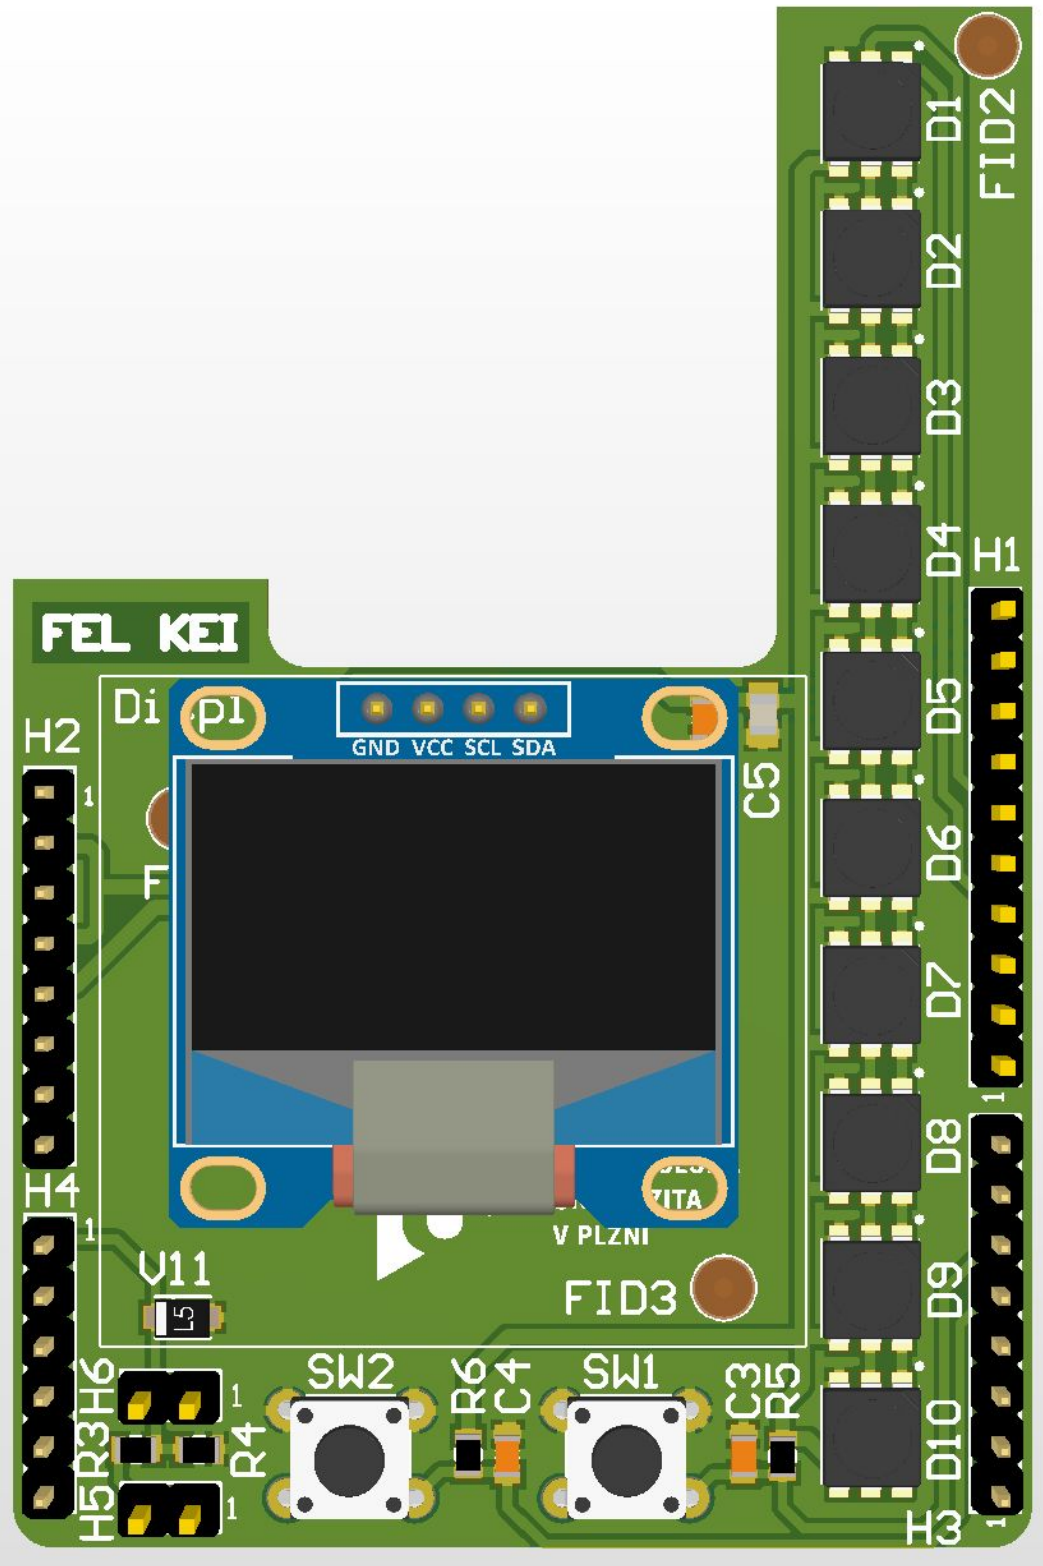 D1
FID2
D2
D3
D4
H1
FEL KEI
D5
GND VCC SCL SDA
H2
1
C5
D6
F
D7
1
D8
H4
1
ZITA
V PLZNI
V11
L5
FID3
D9
H6
1
SW2
R6
C4
SW1
C3
R5
R3
R4
D10
H5
1
H3
1